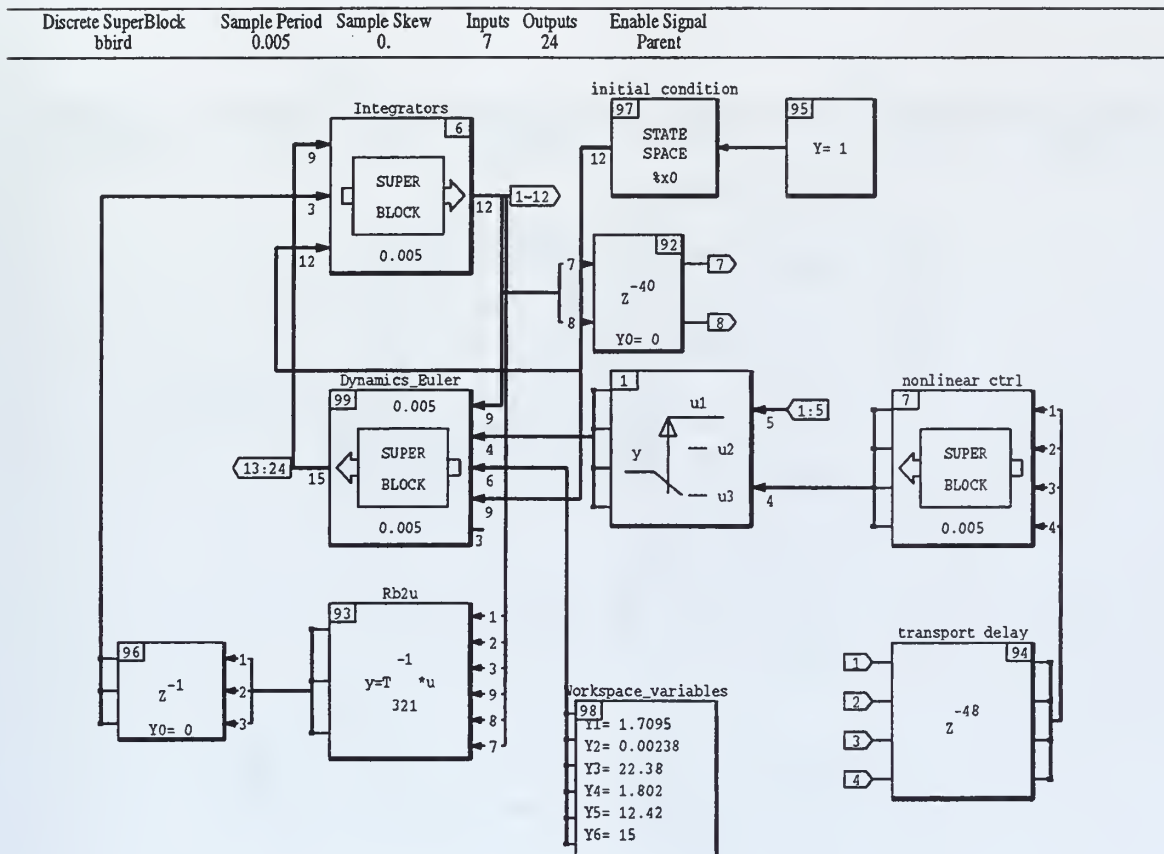 Discrete SuperBlock Sample Period Sample Skew Inputs Outputs Enable Signal
bbird 0.005 0. 7 24 Parent
Integrators
6
9
SUPER
BLOCK
3
12
1~12
12
0.005
initial condition
97
STATE
SPACE
%x0
12
95
Y= 1
92
7
Z-40
8
Y0= 0
7
8
Dynamics_Euler
99
0.005
9
4
SUPER
BLOCK
6
9
0.005
3
13:24
15
1
u1
y
u2
u3
1:5
5
4
nonlinear ctrl
7
1
2
SUPER
BLOCK
3
0.005
4
Rb2u
93
-1
y=T *u
321
1
2
3
9
8
7
96
1
Z-1
2
Y0= 0
3
Workspace_variables
98
Y1= 1.7095
Y2= 0.00238
Y3= 22.38
Y4= 1.802
Y5= 12.42
Y6= 15
transport delay
94
1
2
3
4
Z-48